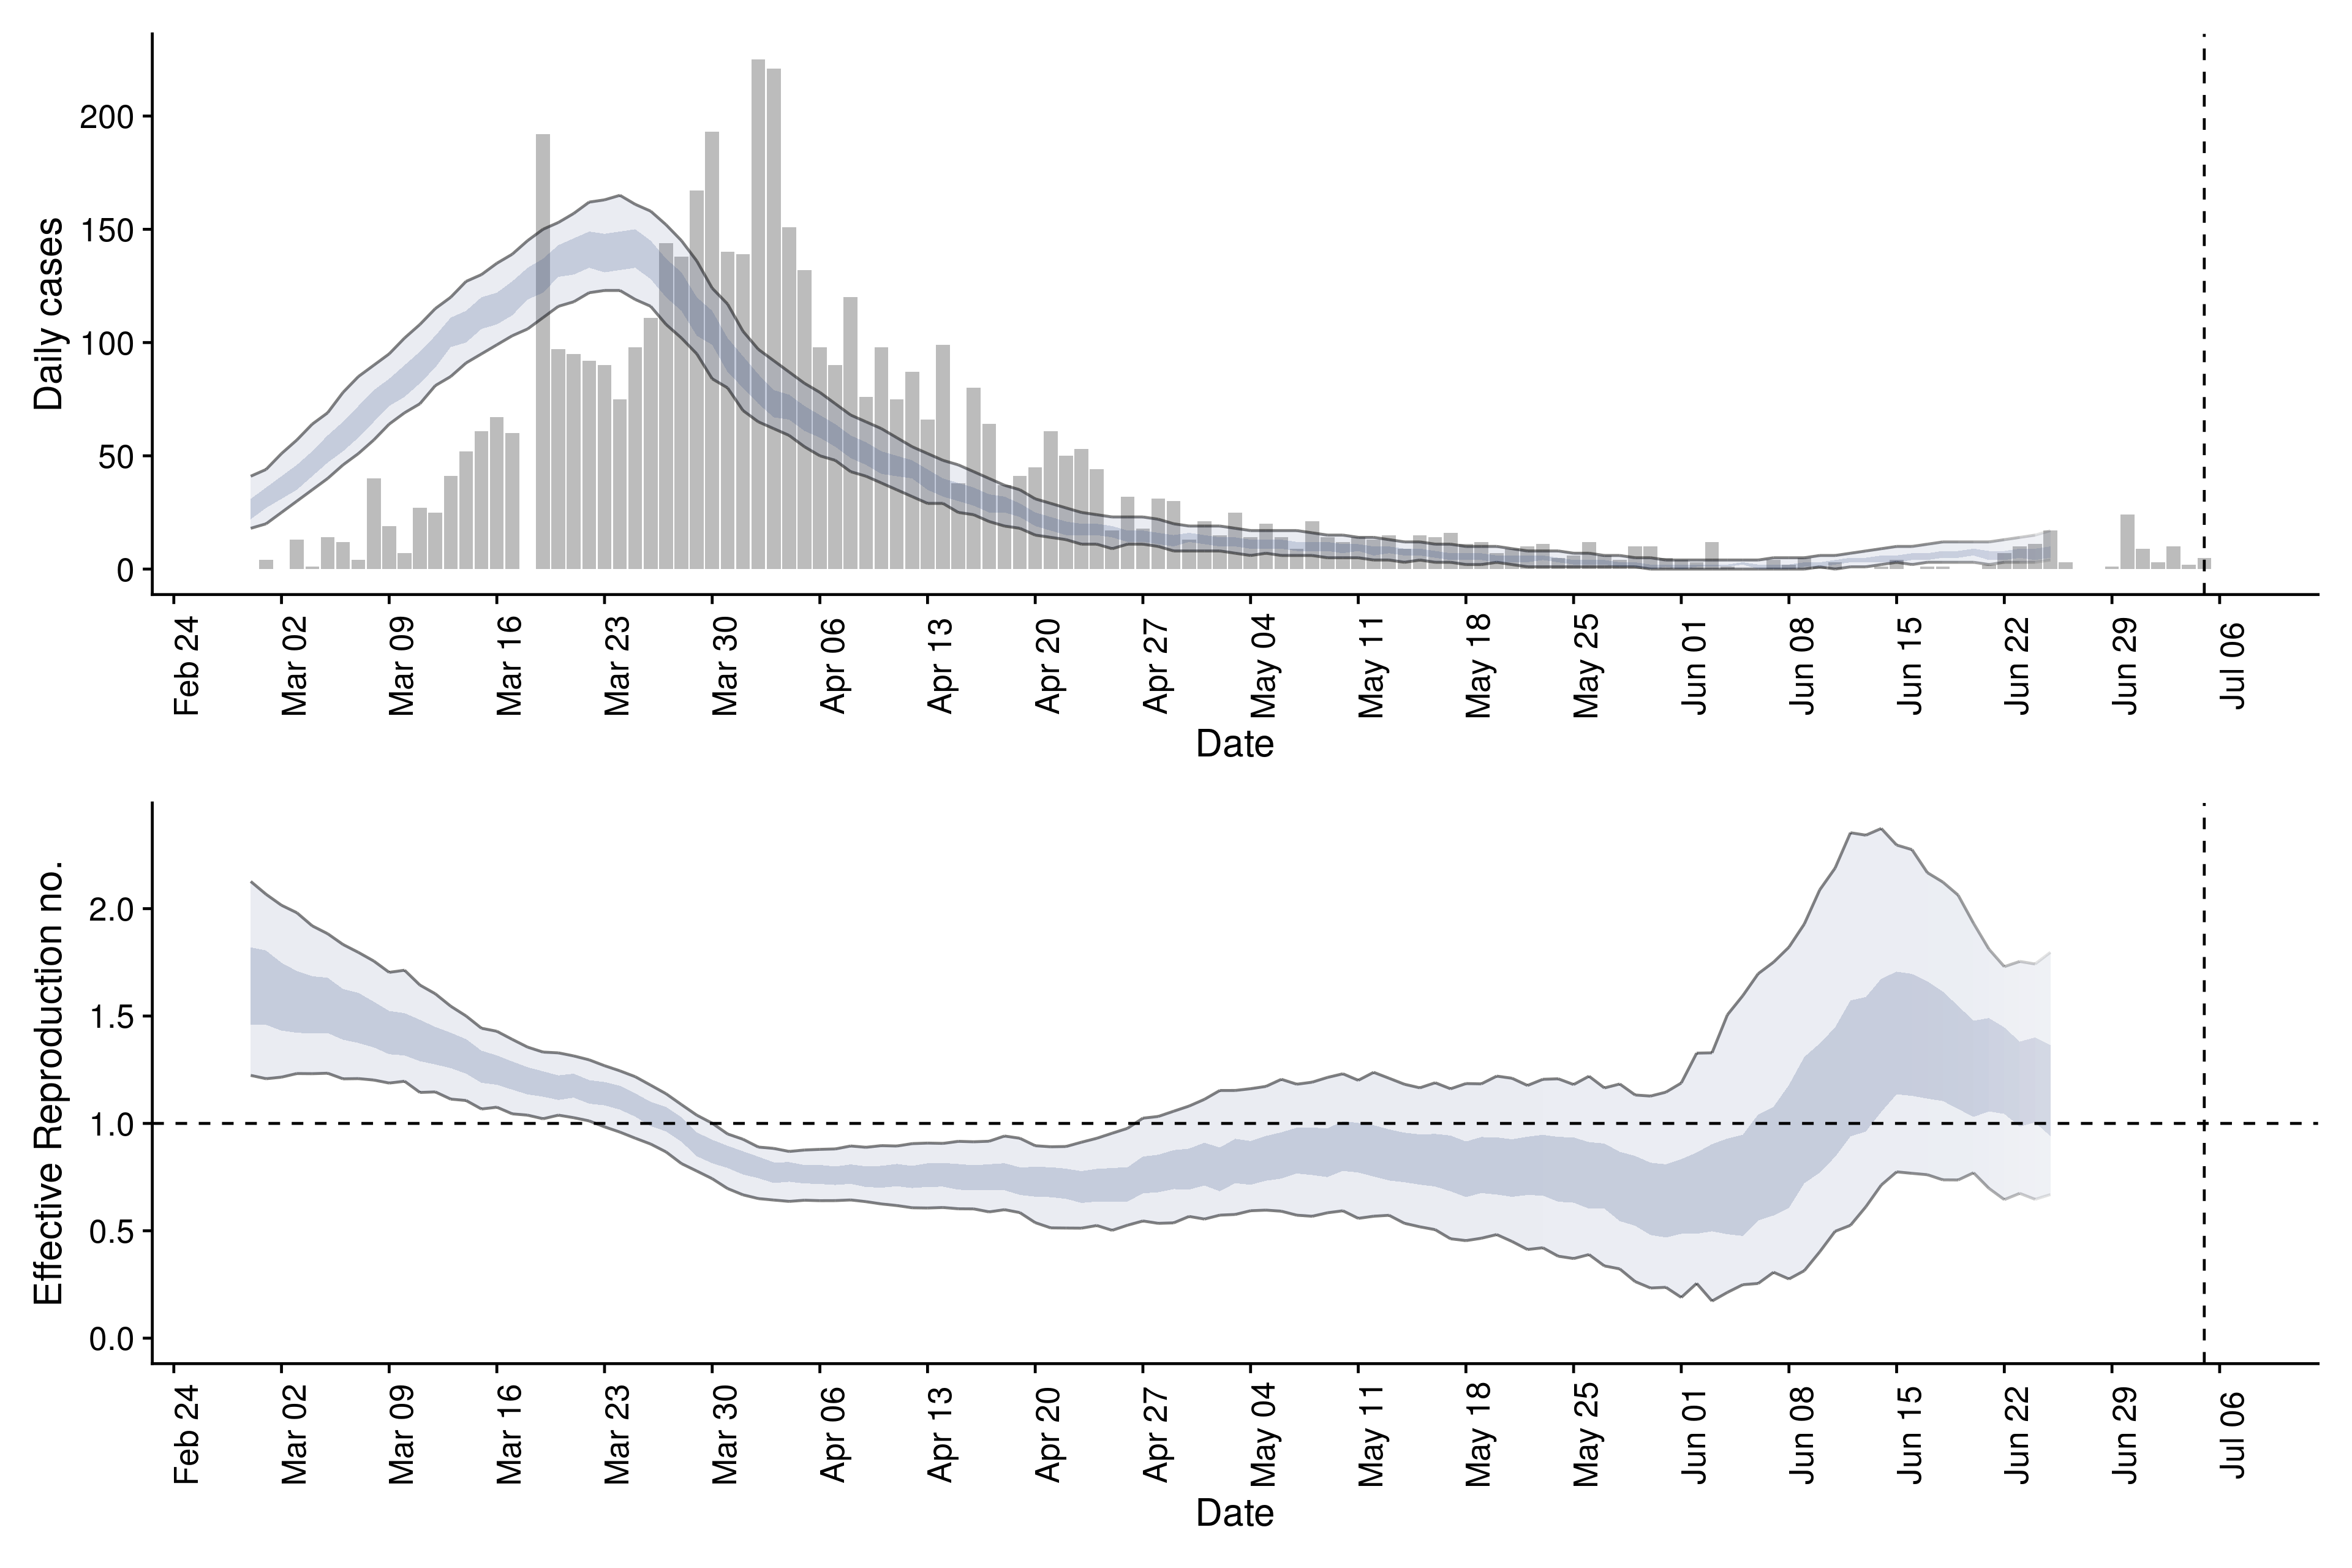 Daily cases
200
150
100
50
0
Feb 24
Mar 02
Mar 09
Mar 16
Mar 23
Mar 30
Apr 06
Apr 13
Apr 20
Apr 27
May 04
May 11
May 18
May 25
Jun 01
Jun 08
Jun 15
Jun 22
Jun 29
Jul 06
Date
Effective Reproduction no.
2.0
1.5
1.0
0.5
0.0
Feb 24
Mar 02
Mar 09
Mar 16
Mar 23
Mar 30
Apr 06
Apr 13
Apr 20
Apr 27
May 04
May 11
May 18
May 25
Jun 01
Jun 08
Jun 15
Jun 22
Jun 29
Jul 06
Date